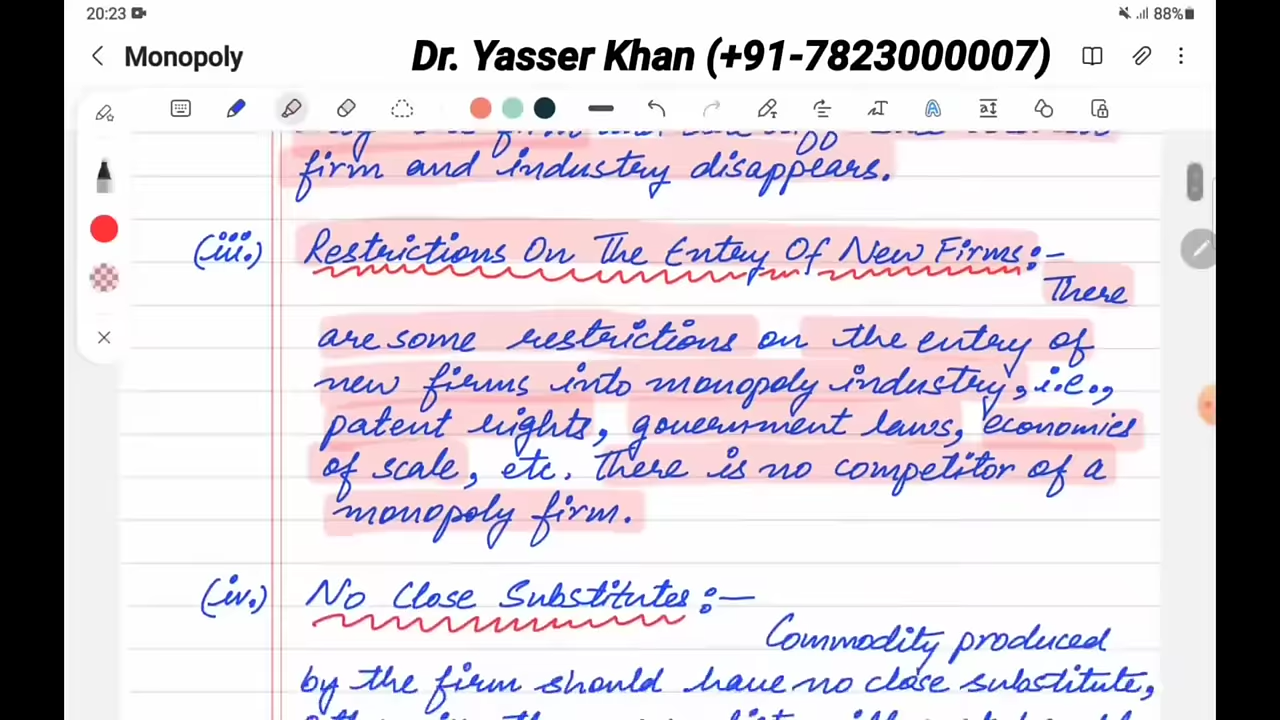 20:23
88%
Monopoly
Dr. Yasser Khan (+91-7823000007)
firm and industry disappears.
(iii.) Restrictions On The Entry Of New Firms:-
There
are some restrictions on the entry of
new firms into monopoly industry, i.e.,
patent rights, government laws, economics
of scale, etc. There is no competitor of a
monopoly firm.
(iv.) No Close Substitutes:-
Commodity produced
by the firm should have no close substitute,